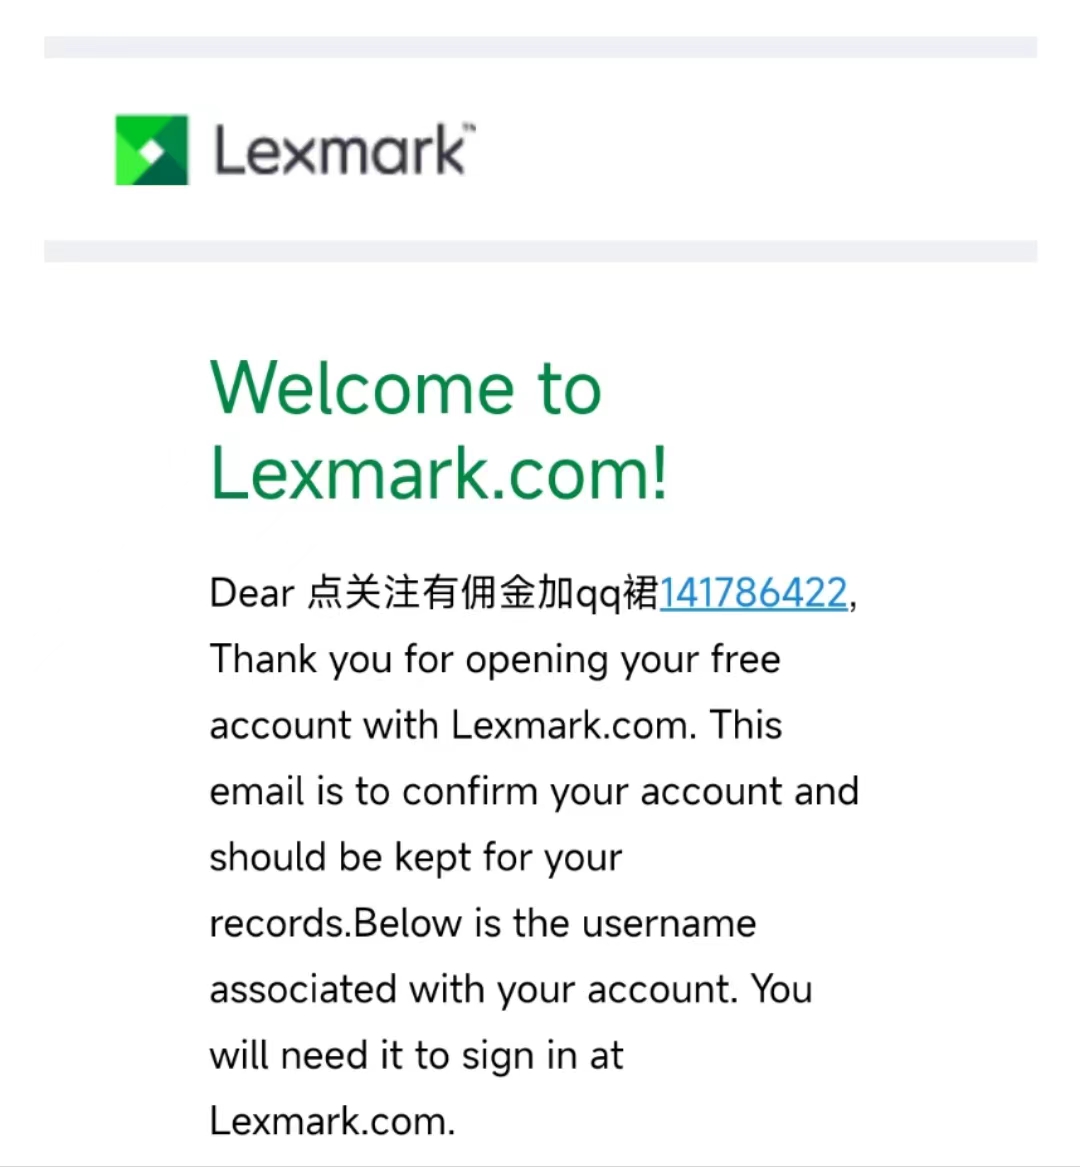 Lexmark™
Welcome to
Lexmark.com!
Dear 点关注有佣金加qq裙141786422,
Thank you for opening your free
account with Lexmark.com. This
email is to confirm your account and
should be kept for your
records.Below is the username
associated with your account. You
will need it to sign in at
Lexmark.com.